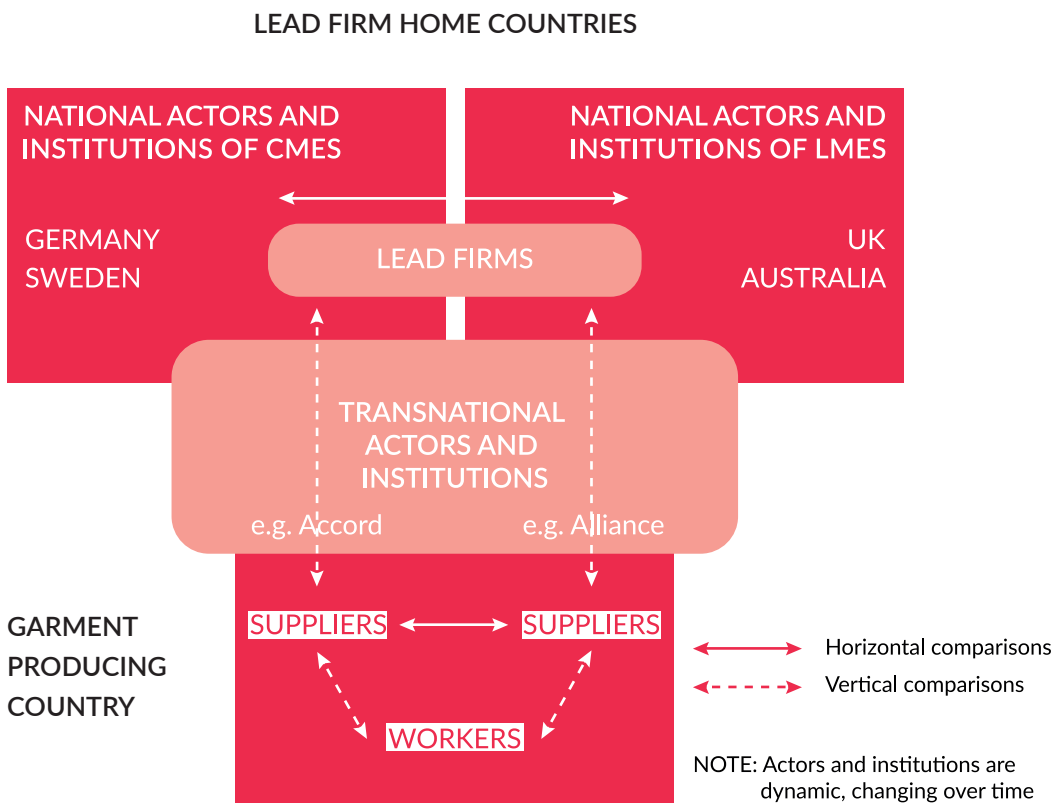 LEAD FIRM HOME COUNTRIES
NATIONAL ACTORS AND
INSTITUTIONS OF CMES
NATIONAL ACTORS AND
INSTITUTIONS OF LMES
GERMANY
SWEDEN
LEAD FIRMS
UK
AUSTRALIA
TRANSNATIONAL
ACTORS AND
INSTITUTIONS
e.g. Accord
e.g. Alliance
GARMENT
PRODUCING
COUNTRY
SUPPLIERS
SUPPLIERS
WORKERS
Horizontal comparisons
Vertical comparisons
NOTE: Actors and institutions are
dynamic, changing over time